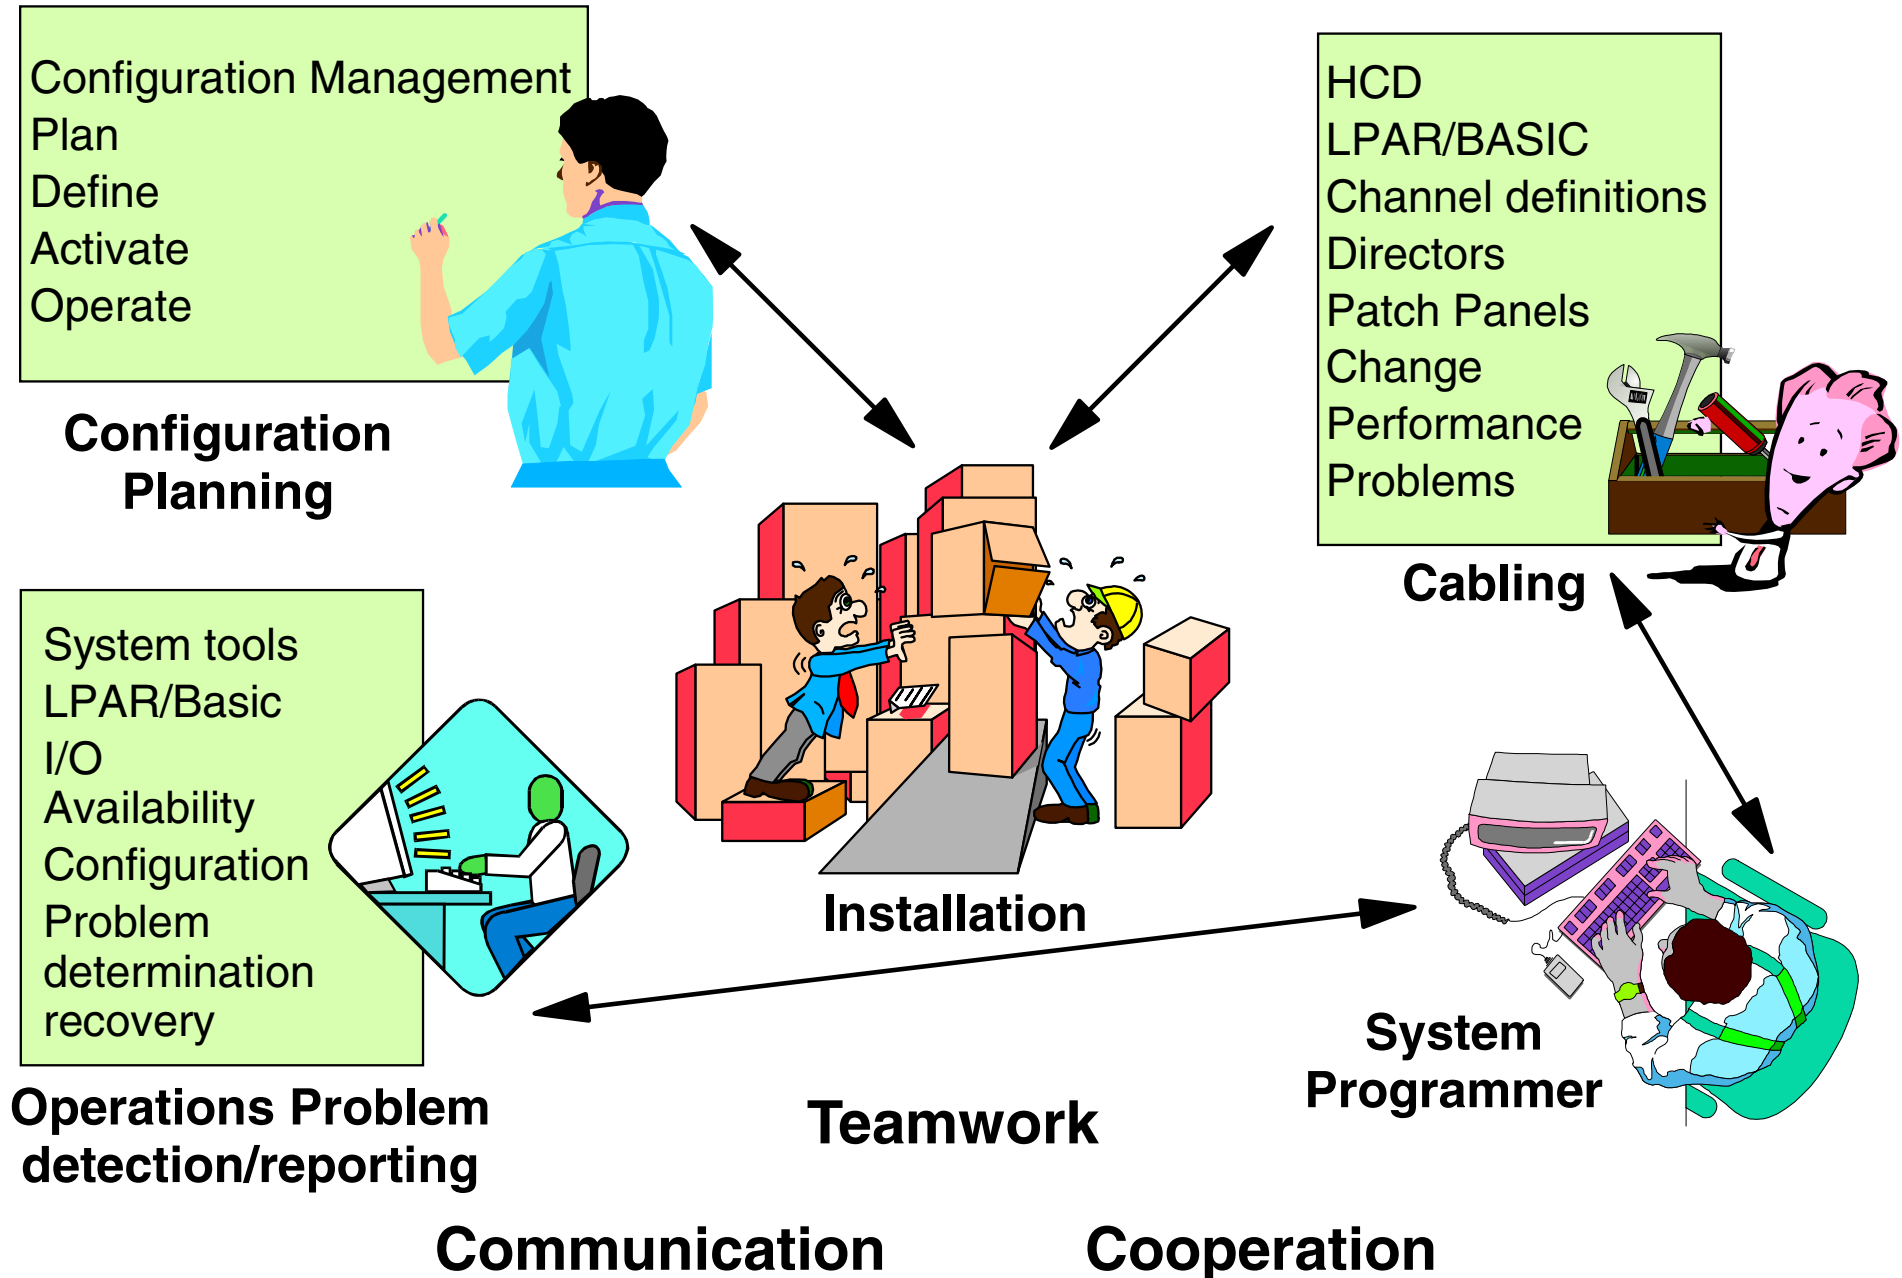 Configuration Management
Plan
Define
Activate
Operate
Configuration
Planning
HCD
LPAR/BASIC
Channel definitions
Directors
Patch Panels
Change
Performance
Problems
Cabling
System tools
LPAR/Basic
I/O
Availability
Configuration
Problem
determination
recovery
Operations Problem
detection/reporting
Installation
System
Programmer
Teamwork
Communication
Cooperation